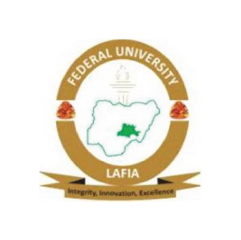 FEDERAL UNIVERSITY
LAFIA
Integrity, Innovation, Excellence